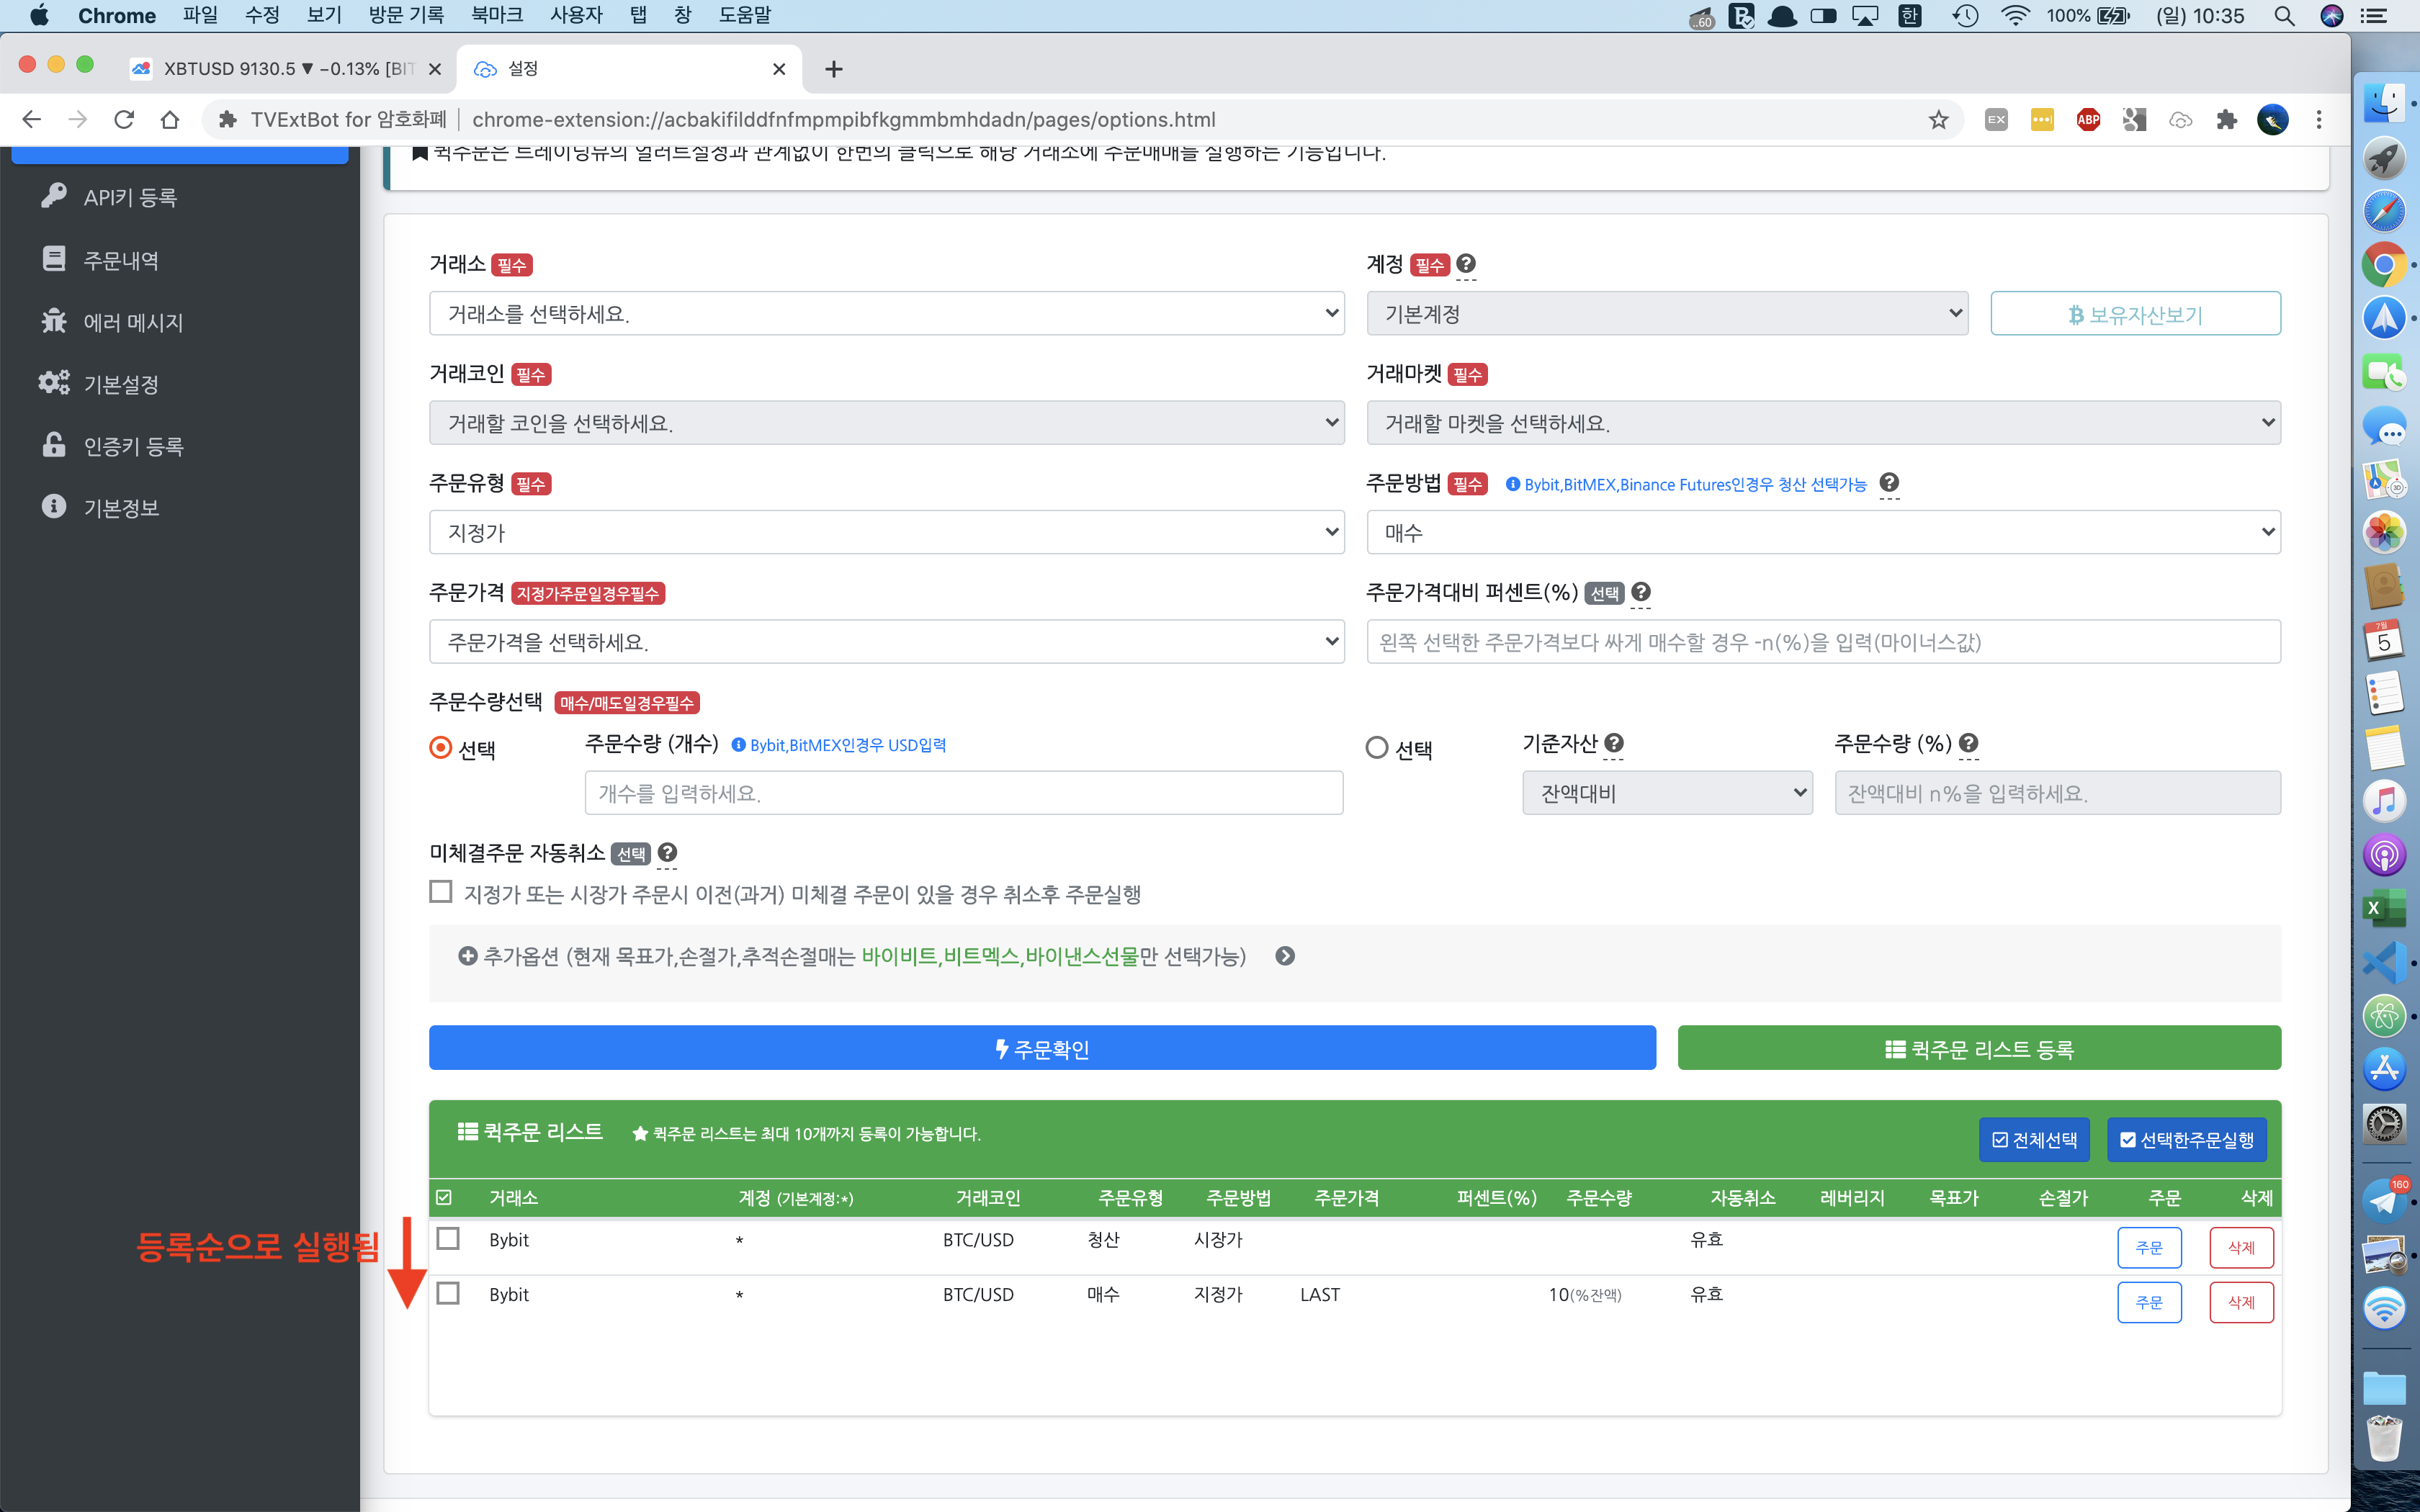 Chrome 파일 수정 보기 방문 기록 북마크 사용자 탭 창 도움말
..60 한 100% (일) 10:35
XBTUSD 9130.5 ▼ −0.13% [BIT
설정
TVExtBot for 암호화폐 | chrome-extension://acbakifilddfnfmpmpibfkgmmbmhdadn/pages/options.html
EX ABP
퀵주문은 트레이딩뷰의 얼러트설정과 관계없이 한번의 클릭으로 해당 거래소에 주문매매를 실행하는 기능입니다.
API키 등록
주문내역
에러 메시지
기본설정
인증키 등록
기본정보
거래소 필수
거래소를 선택하세요.
계정 필수
기본계정
보유자산보기
거래코인 필수
거래할 코인을 선택하세요.
거래마켓 필수
거래할 마켓을 선택하세요.
주문유형 필수
지정가
주문방법 필수 Bybit,BitMEX,Binance Futures인경우 청산 선택가능
매수
주문가격 지정가주문일경우필수
주문가격을 선택하세요.
주문가격대비 퍼센트(%) 선택
왼쪽 선택한 주문가격보다 싸게 매수할 경우 -n(%)을 입력(마이너스값)
주문수량선택 매수/매도일경우필수
선택
주문수량 (개수) Bybit,BitMEX인경우 USD입력
개수를 입력하세요.
선택
기준자산
잔액대비
주문수량 (%)
잔액대비 n%을 입력하세요.
미체결주문 자동취소 선택
지정가 또는 시장가 주문시 이전(과거) 미체결 주문이 있을 경우 취소후 주문실행
추가옵션 (현재 목표가,손절가,추적손절매는 바이비트,비트멕스,바이낸스선물만 선택가능)
주문확인
퀵주문 리스트 등록
퀵주문 리스트 ★ 퀵주문 리스트는 최대 10개까지 등록이 가능합니다.
전체선택 선택한주문실행
거래소 계정 (기본계정:*) 거래코인 주문유형 주문방법 주문가격 퍼센트(%) 주문수량 자동취소 레버리지 목표가 손절가 주문 삭제
Bybit * BTC/USD 청산 시장가 유효 주문 삭제
Bybit * BTC/USD 매수 지정가 LAST 10(%잔액) 유효 주문 삭제
등록순으로 실행됨
7월
5
160